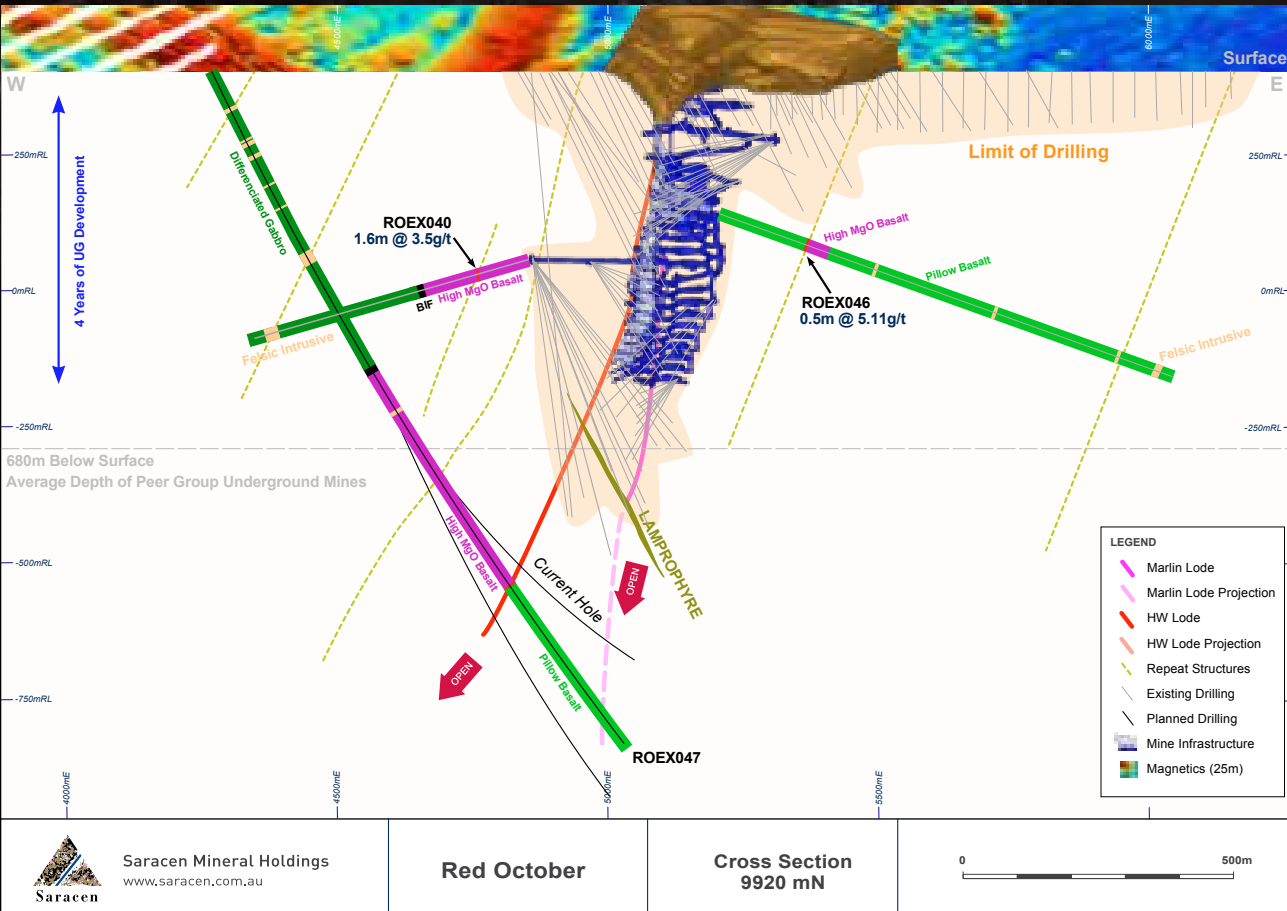 4500mE
5000mE
6000mE
Surface
W
E
250mRL
250mRL
4 Years of UG Development
Differenciated Gabbro
Limit of Drilling
ROEX040
1.6m @ 3.5g/t
High MgO Basalt
High MgO Basalt
Pillow Basalt
BIF
0mRL
0mRL
ROEX046
0.5m @ 5.11g/t
Felsic Intrusive
Felsic Intrusive
-250mRL
-250mRL
680m Below Surface
Average Depth of Peer Group Underground Mines
High MgO Basalt
LAMPROPHYRE
Current Hole
OPEN
OPEN
-500mRL
Pillow Basalt
-750mRL
ROEX047
LEGEND
Marlin Lode
Marlin Lode Projection
HW Lode
HW Lode Projection
Repeat Structures
Existing Drilling
Planned Drilling
Mine Infrastructure
Magnetics (25m)
4000mE
4500mE
5000mE
5500mE
Saracen
Saracen Mineral Holdings
www.saracen.com.au
Red October
Cross Section
9920 mN
0
500m